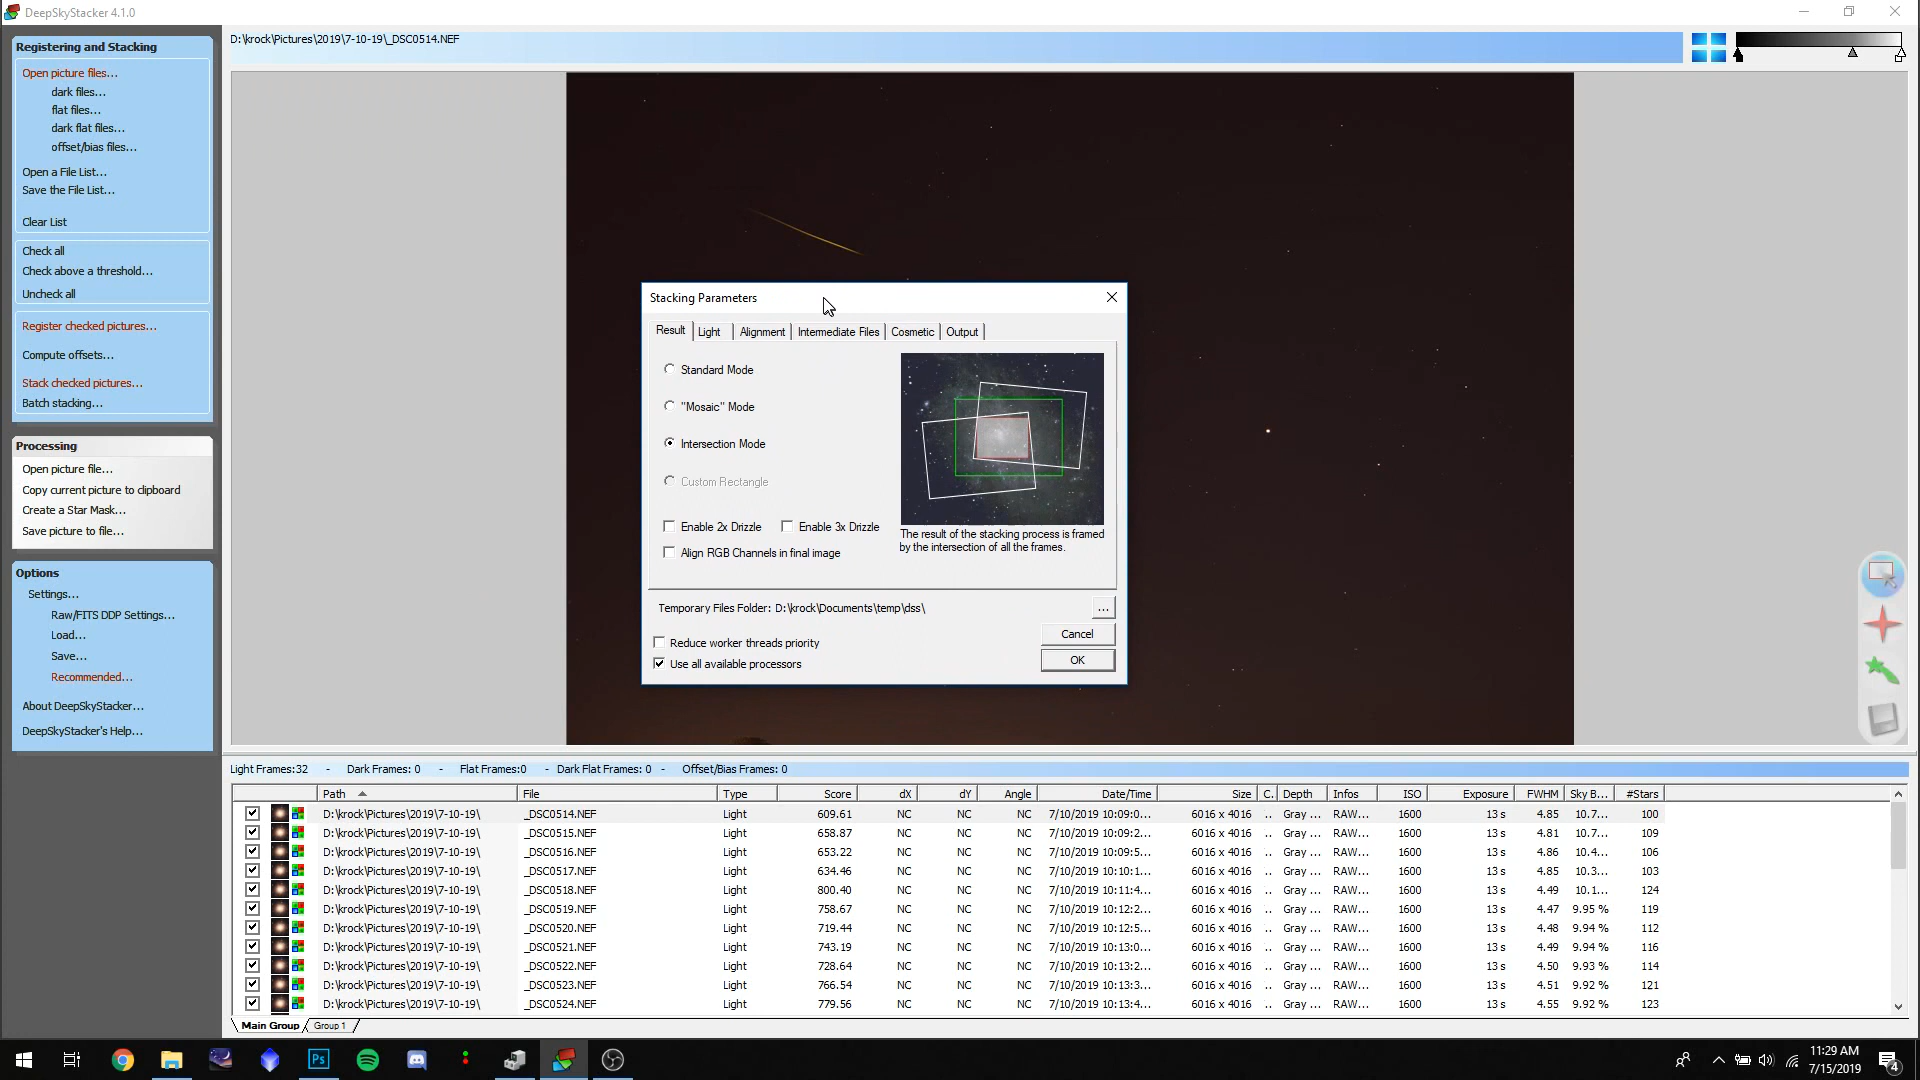 DeepSkyStacker 4.1.0
Registering and Stacking
Open picture files...
dark files...
flat files...
dark flat files...
offset/bias files...
Open a File List...
Save the File List...
Clear List
Check all
Check above a threshold...
Uncheck all
Register checked pictures...
Compute offsets...
Stack checked pictures...
Batch stacking...
Processing
Open picture file...
Copy current picture to clipboard
Create a Star Mask...
Save picture to file...
Options
Settings...
Raw/FITS DDP Settings...
Load...
Save...
Recommended...
About DeepSkyStacker...
DeepSkyStacker's Help...
D:\krock\Pictures\2019\7-10-19\_DSC0514.NEF
Stacking Parameters
Result Light Alignment Intermediate Files Cosmetic Output
Standard Mode
"Mosaic" Mode
Intersection Mode
Custom Rectangle
Enable 2x Drizzle Enable 3x Drizzle
Align RGB Channels in final image
The result of the stacking process is framed
by the intersection of all the frames.
Temporary Files Folder: D:\krock\Documents\temp\dss\ ...
Reduce worker threads priority
Use all available processors
Cancel
OK
Light Frames:32 - Dark Frames: 0 - Flat Frames:0 - Dark Flat Frames: 0 - Offset/Bias Frames: 0
Path File Type Score dX dY Angle Date/Time Size C. Depth Infos ISO Exposure FWHM Sky B... #Stars
D:\krock\Pictures\2019\7-10-19\ _DSC0514.NEF Light 609.61 NC NC NC 7/10/2019 10:09:0... 6016 x 4016 .. Gray ... RAW... 1600 13 s 4.85 10.7... 100
D:\krock\Pictures\2019\7-10-19\ _DSC0515.NEF Light 658.87 NC NC NC 7/10/2019 10:09:2... 6016 x 4016 .. Gray ... RAW... 1600 13 s 4.81 10.7... 109
D:\krock\Pictures\2019\7-10-19\ _DSC0516.NEF Light 653.22 NC NC NC 7/10/2019 10:09:5... 6016 x 4016 .. Gray ... RAW... 1600 13 s 4.86 10.4... 106
D:\krock\Pictures\2019\7-10-19\ _DSC0517.NEF Light 634.46 NC NC NC 7/10/2019 10:10:1... 6016 x 4016 .. Gray ... RAW... 1600 13 s 4.85 10.3... 103
D:\krock\Pictures\2019\7-10-19\ _DSC0518.NEF Light 800.40 NC NC NC 7/10/2019 10:11:4... 6016 x 4016 .. Gray ... RAW... 1600 13 s 4.49 10.1... 124
D:\krock\Pictures\2019\7-10-19\ _DSC0519.NEF Light 758.67 NC NC NC 7/10/2019 10:12:2... 6016 x 4016 .. Gray ... RAW... 1600 13 s 4.47 9.95 % 119
D:\krock\Pictures\2019\7-10-19\ _DSC0520.NEF Light 719.44 NC NC NC 7/10/2019 10:12:5... 6016 x 4016 .. Gray ... RAW... 1600 13 s 4.48 9.94 % 112
D:\krock\Pictures\2019\7-10-19\ _DSC0521.NEF Light 743.19 NC NC NC 7/10/2019 10:13:0... 6016 x 4016 .. Gray ... RAW... 1600 13 s 4.49 9.94 % 116
D:\krock\Pictures\2019\7-10-19\ _DSC0522.NEF Light 728.64 NC NC NC 7/10/2019 10:13:2... 6016 x 4016 .. Gray ... RAW... 1600 13 s 4.50 9.93 % 114
D:\krock\Pictures\2019\7-10-19\ _DSC0523.NEF Light 766.54 NC NC NC 7/10/2019 10:13:3... 6016 x 4016 .. Gray ... RAW... 1600 13 s 4.51 9.92 % 121
D:\krock\Pictures\2019\7-10-19\ _DSC0524.NEF Light 779.56 NC NC NC 7/10/2019 10:13:4... 6016 x 4016 .. Gray ... RAW... 1600 13 s 4.55 9.92 % 123
Main Group Group 1
Ps
11:29 AM
7/15/2019
4